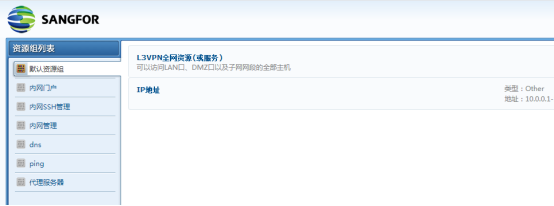 SANGFOR
资源组列表
默认资源组
内网门户
内网SSH管理
内网管理
dns
ping
代理服务器
L3VPN全网资源(或服务)
可以访问LAN口、DMZ口以及子网网段的全部主机
IP地址
类型：Other
地址：10.0.0.1-